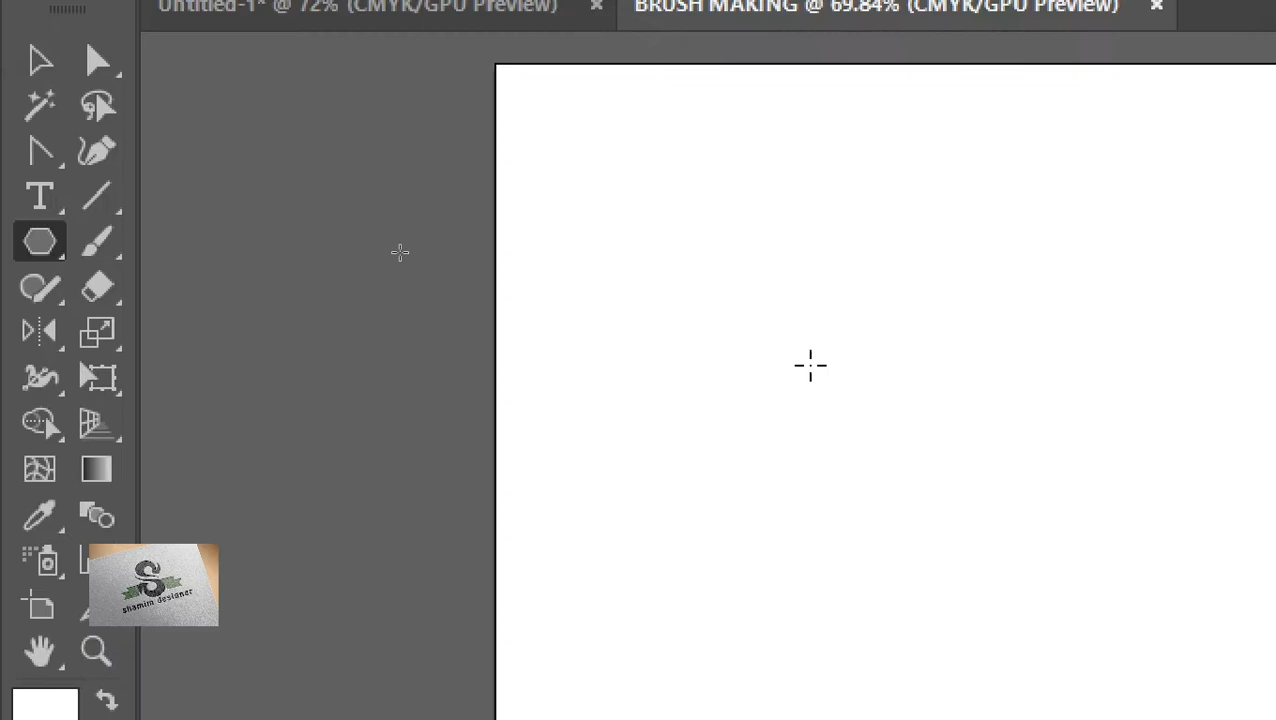 Untitled-1* @ 72% (CMYK/GPU Preview) ×
BRUSH MAKING @ 69.84% (CMYK/GPU Preview) ×
T
S
shamim designer